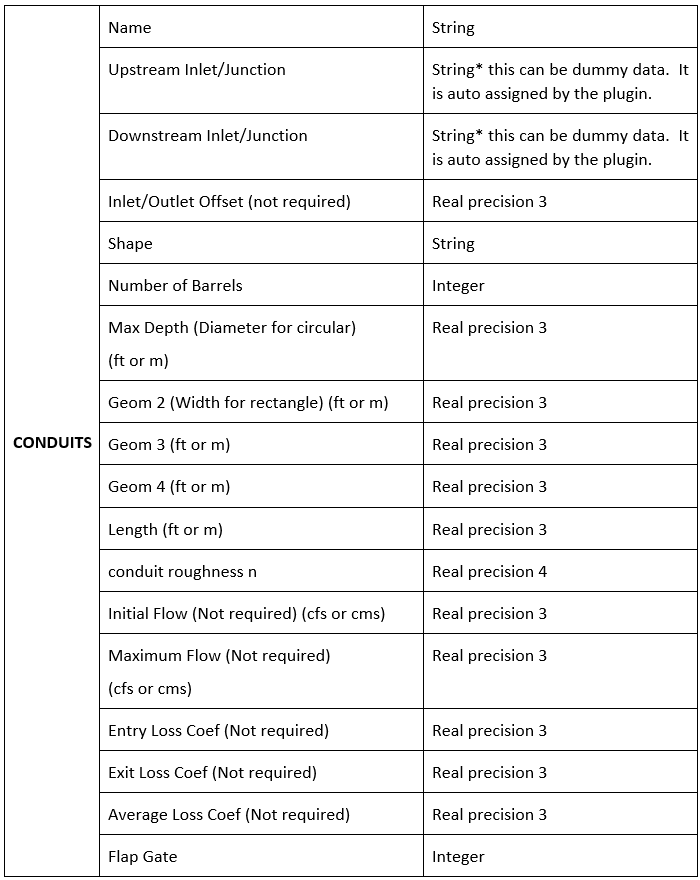 CONDUITS
Name
String
Upstream Inlet/Junction
String* this can be dummy data.  It
is auto assigned by the plugin.
Downstream Inlet/Junction
String* this can be dummy data.  It
is auto assigned by the plugin.
Inlet/Outlet Offset (not required)
Real precision 3
Shape
String
Number of Barrels
Integer
Max Depth (Diameter for circular)
(ft or m)
Real precision 3
Geom 2 (Width for rectangle) (ft or m)
Real precision 3
Geom 3 (ft or m)
Real precision 3
Geom 4 (ft or m)
Real precision 3
Length (ft or m)
Real precision 3
conduit roughness n
Real precision 4
Initial Flow (Not required) (cfs or cms)
Real precision 3
Maximum Flow (Not required)
(cfs or cms)
Real precision 3
Entry Loss Coef (Not required)
Real precision 3
Exit Loss Coef (Not required)
Real precision 3
Average Loss Coef (Not required)
Real precision 3
Flap Gate
Integer